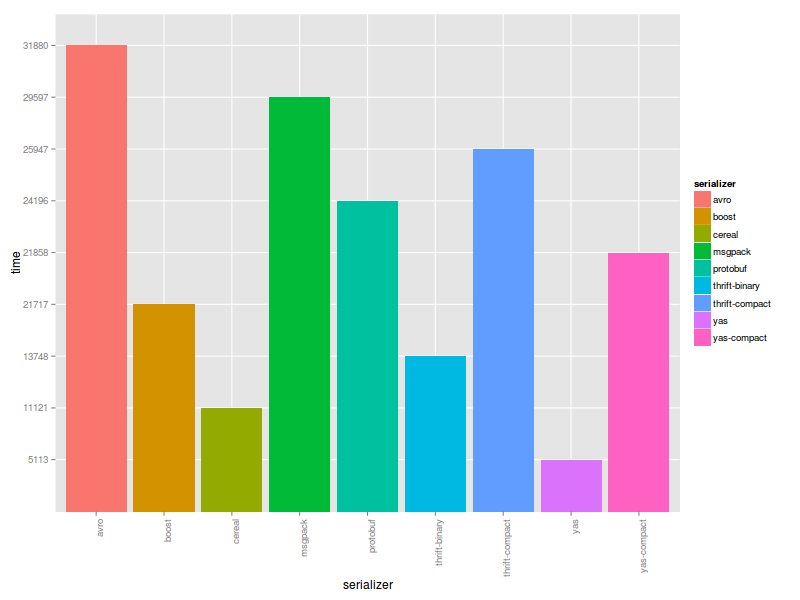 31880
29597
25947
24196
21858
21717
13748
11121
5113
time
avro
boost
cereal
msgpack
protobuf
thrift-binary
thrift-compact
yas
yas-compact
serializer
serializer
avro
boost
cereal
msgpack
protobuf
thrift-binary
thrift-compact
yas
yas-compact